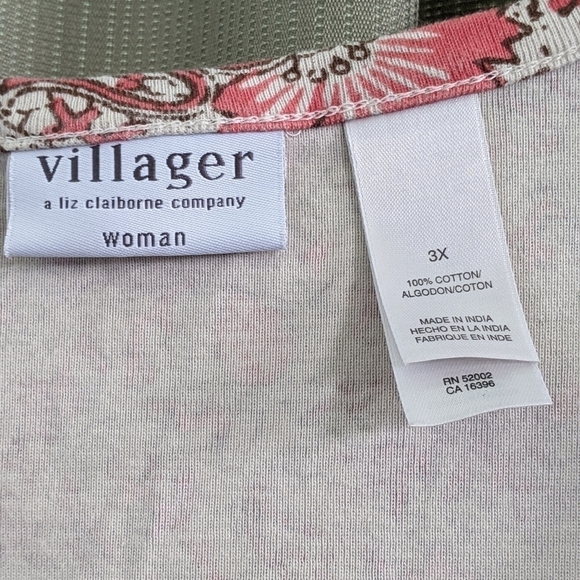 villager
a liz claiborne company
woman
3X
100% COTTON/
ALGODON/COTON
MADE IN INDIA
HECHO EN LA INDIA
FABRIQUE EN INDE
RN 52002
CA 16396